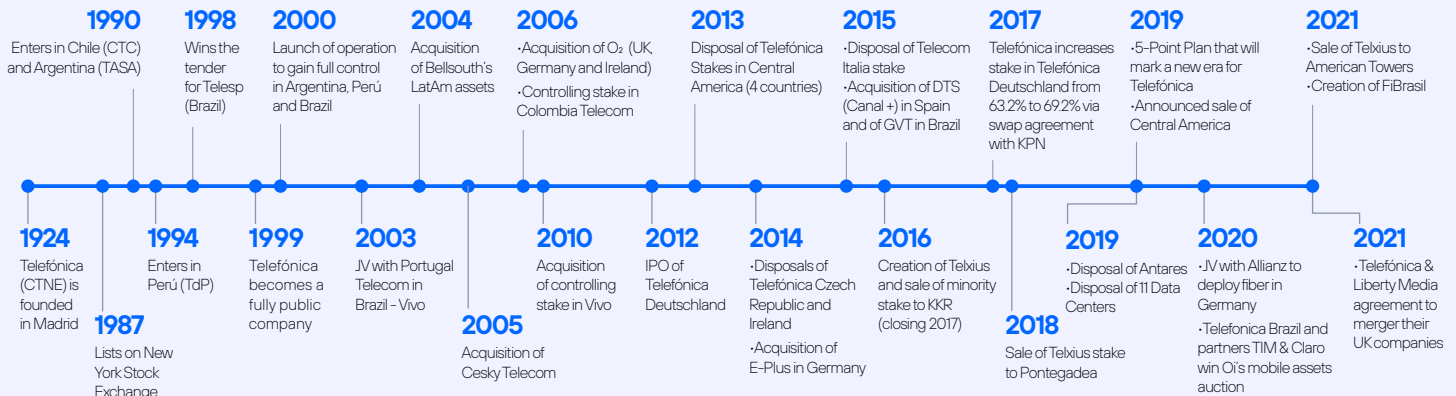 1990
Enters in Chile (CTC)
and Argentina (TASA)
1998
Wins the
tender
for Telesp
(Brazil)
2000
Launch of operation
to gain full control
in Argentina, Perú
and Brazil
2004
Acquisition
of Bellsouth's
LatAm assets
2006
•Acquisition of O₂ (UK,
Germany and Ireland)
•Controlling stake in
Colombia Telecom
2013
Disposal of Telefónica
Stakes in Central
America (4 countries)
2015
•Disposal of Telecom
Italia stake
•Acquisition of DTS
(Canal +) in Spain
and of GVT in Brazil
2017
Telefónica increases
stake in Telefónica
Deutschland from
63.2% to 69.2% via
swap agreement
with KPN
2019
•5-Point Plan that will
mark a new era for
Telefónica
•Announced sale of
Central America
2021
•Sale of Telxius to
American Towers
•Creation of FiBrasil
1924
Telefónica
(CTNE) is
founded
in Madrid
1987
Lists on New
York Stock
Exchange
1994
Enters in
Perú (TdP)
1999
Telefónica
becomes a
fully public
company
2003
JV with Portugal
Telecom in
Brazil - Vivo
2005
Acquisition of
Cesky Telecom
2010
Acquisition
of controlling
stake in Vivo
2012
IPO of
Telefónica
Deutschland
2014
•Disposals of
Telefónica Czech
Republic and
Ireland
•Acquisition of
E-Plus in Germany
2016
Creation of Telxius
and sale of minority
stake to KKR
(closing 2017)
2018
Sale of Telxius stake
to Pontegadea
2019
•Disposal of Antares
•Disposal of 11 Data
Centers
2020
•JV with Allianz to
deploy fiber in
Germany
•Telefonica Brazil and
partners TIM & Claro
win Oi's mobile assets
auction
2021
•Telefónica &
Liberty Media
agreement to
merger their
UK companies